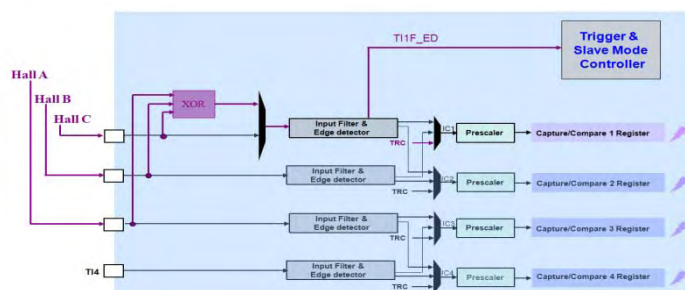 TI1F_ED
Trigger &
Slave Mode
Controller
Hall A
Hall B
Hall C
XOR
Input Filter &
Edge detector
IC1
TRC
Prescaler
Capture/Compare 1 Register
Input Filter &
Edge detector
IC2
TRC
Prescaler
Capture/Compare 2 Register
Input Filter &
Edge detector
IC3
TRC
Prescaler
Capture/Compare 3 Register
TI4
Input Filter &
Edge detector
IC4
TRC
Prescaler
Capture/Compare 4 Register